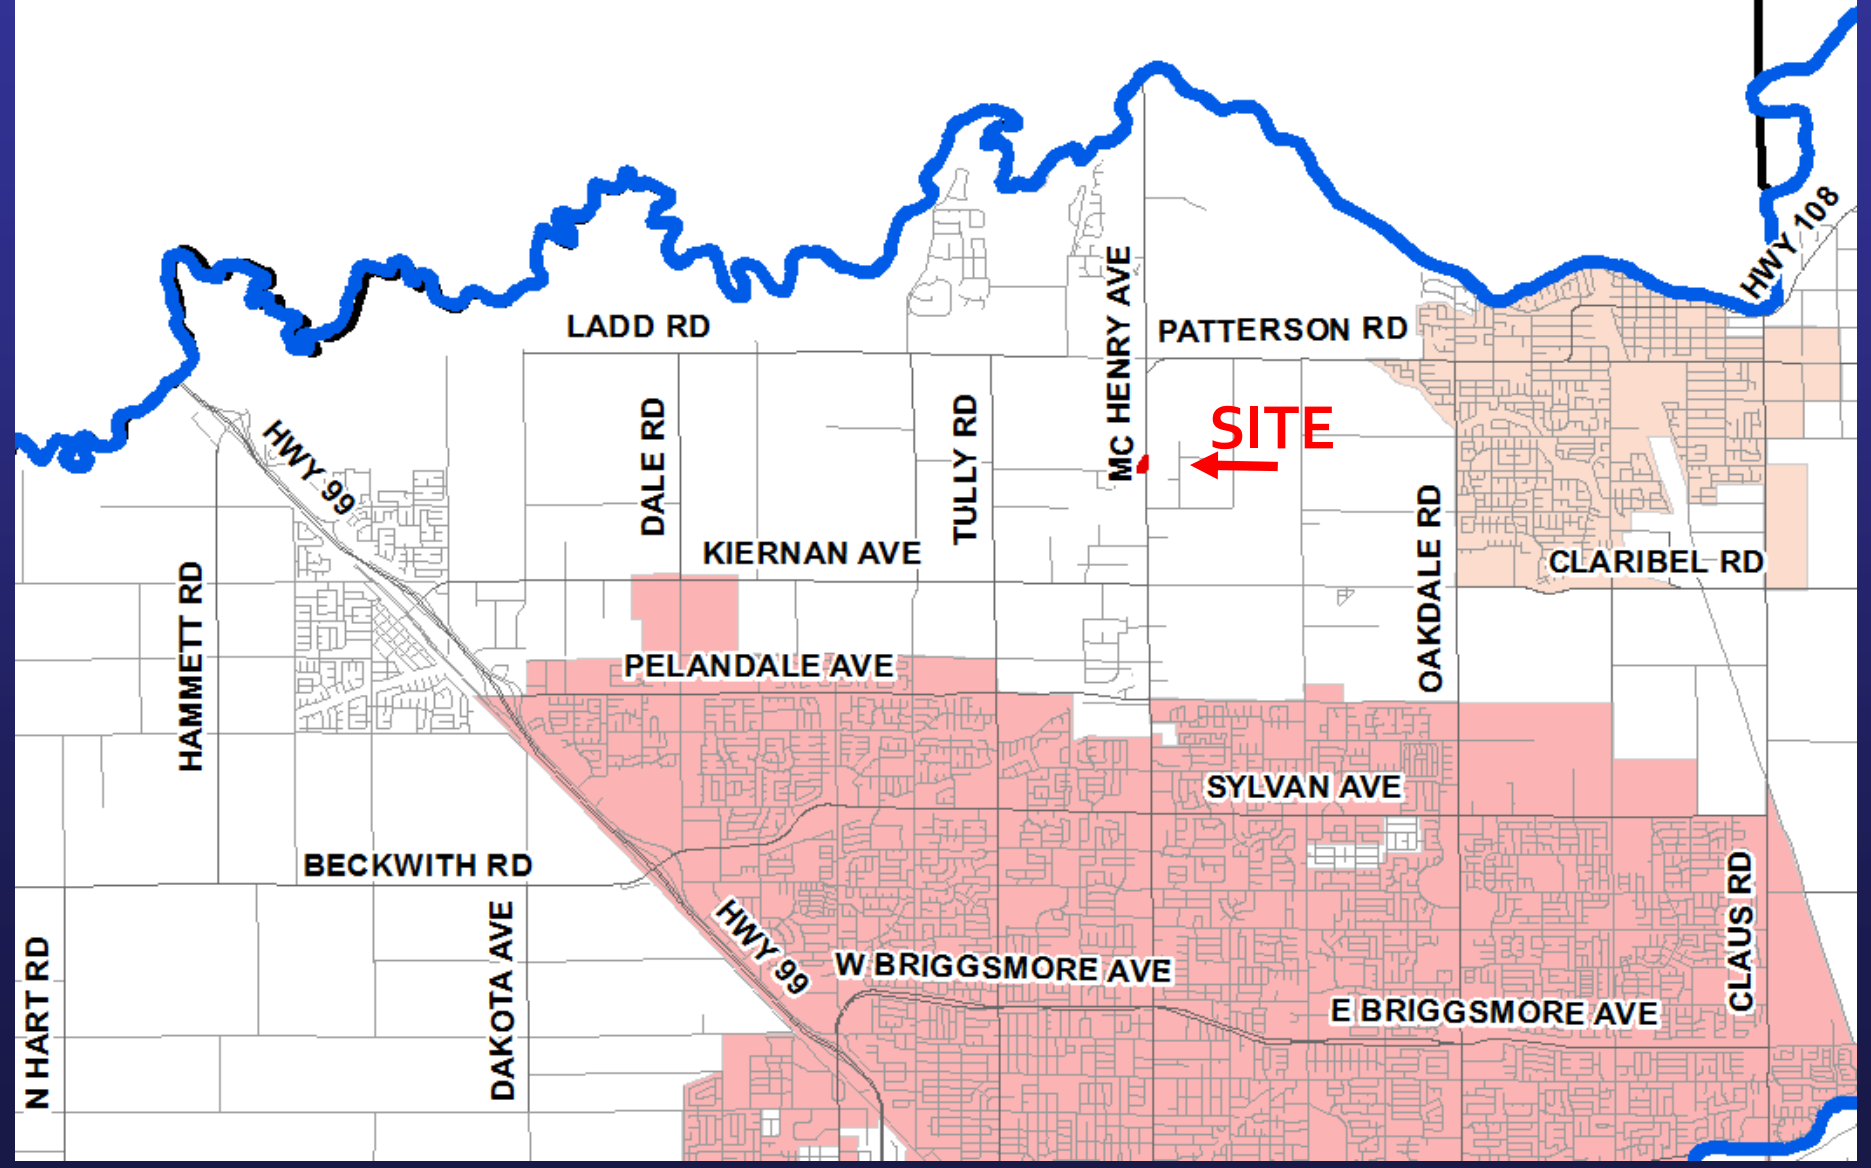 HWY 108
LADD RD
PATTERSON RD
MC HENRY AVE
SITE
HWY 99
DALE RD
TULLY RD
OAKDALE RD
KIERNAN AVE
CLARIBEL RD
HAMMETT RD
PELANDALE AVE
SYLVAN AVE
BECKWITH RD
CLAUS RD
HWY 99
DAKOTA AVE
N HART RD
W BRIGGSMORE AVE
E BRIGGSMORE AVE